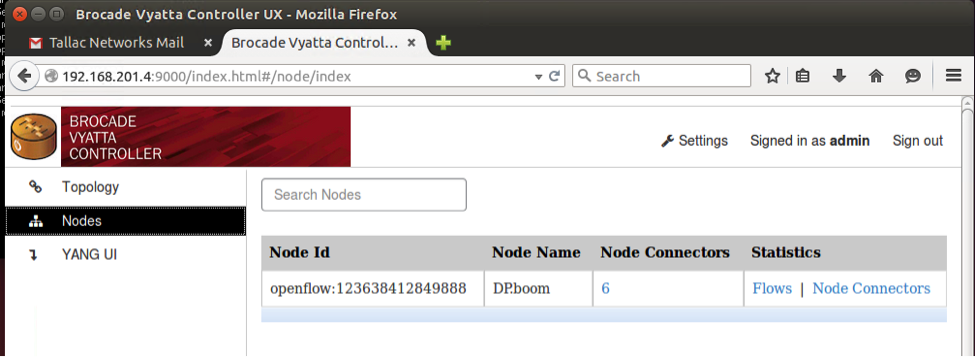 Brocade Vyatta Controller UX - Mozilla Firefox
Tallac Networks Mail
Brocade Vyatta Control...
192.168.201.4:9000/index.html#/node/index
Search
BROCADE
VYATTA
CONTROLLER
Settings Signed in as admin Sign out
Topology
Nodes
YANG UI
Search Nodes
Node Id Node Name Node Connectors Statistics
openflow:123638412849888 DP.boom 6 Flows | Node Connectors